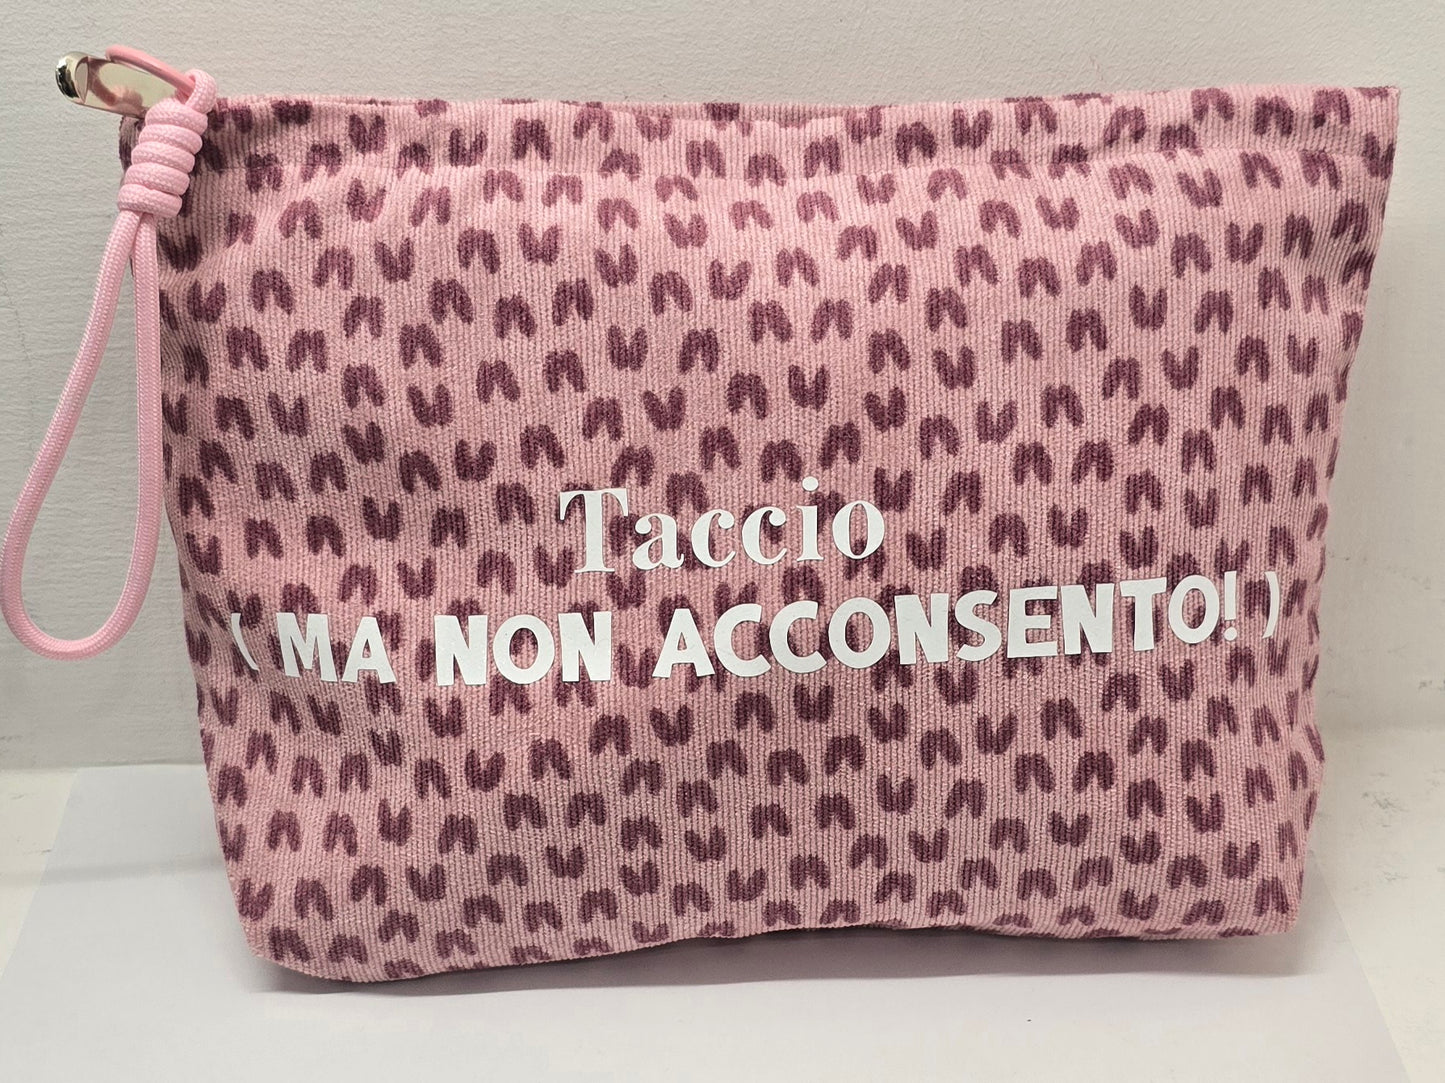 Taccio
( MA NON ACCONSENTO! )